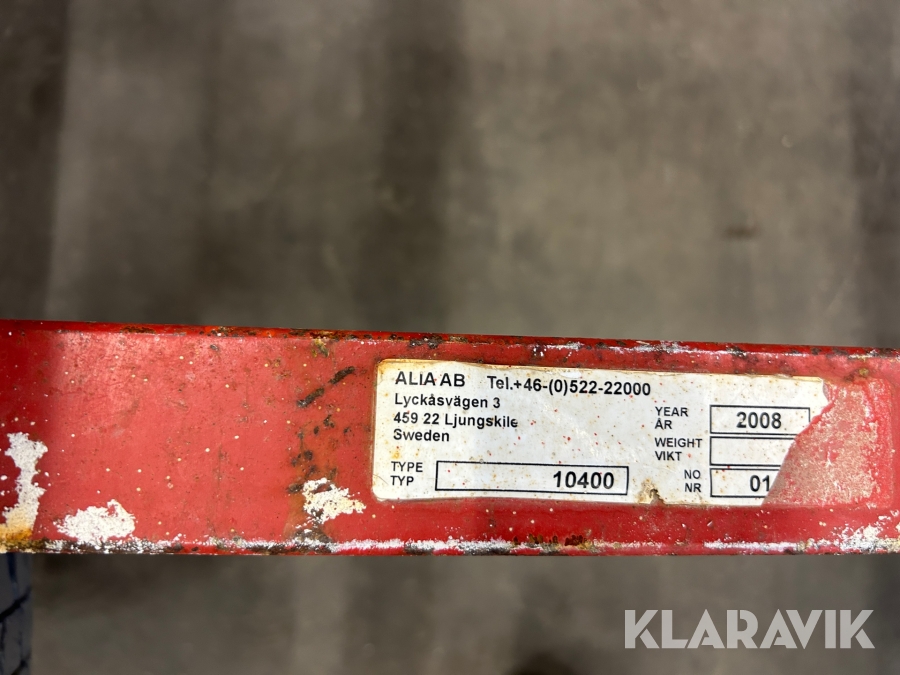 ALIA AB Tel.+46-(0)522-22000
Lyckåsvägen 3
459 22 Ljungskile
Sweden
TYPE
TYP
10400
YEAR
ÅR
2008
WEIGHT
VIKT
NO
NR
01
KLARAVIK